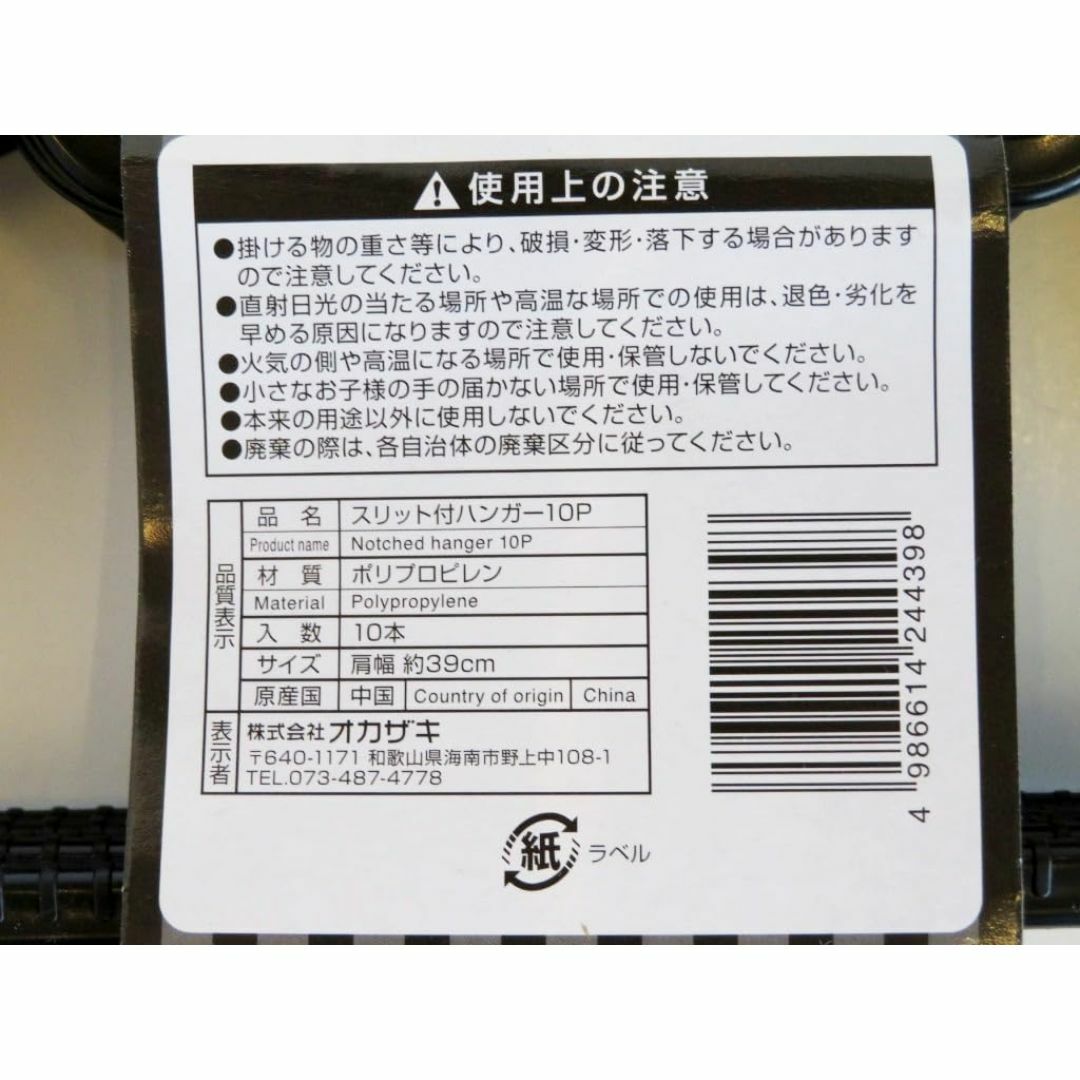 使用上の注意
●掛ける物の重さ等により、破損・変形・落下する場合があります
ので注意してください。
●直射日光の当たる場所や高温な場所での使用は、退色・劣化を
早める原因になりますので注意してください。
●火気の側や高温になる場所で使用・保管しないでください。
●小さなお子様の手の届かない場所で使用・保管してください。
●本来の用途以外に使用しないでください。
●廃棄の際は、各自治体の廃棄区分に従ってください。
品質表示
品 名 スリット付ハンガー10P
Product name Notched hanger 10P
材 質 ポリプロピレン
Material Polypropylene
入 数 10本
サイズ 肩幅 約39cm
原産国 中国 Country of origin China
表示者
株式会社オカザキ
〒640-1171 和歌山県海南市野上中108-1
TEL.073-487-4778
4 986614 244398
紙 ラベル